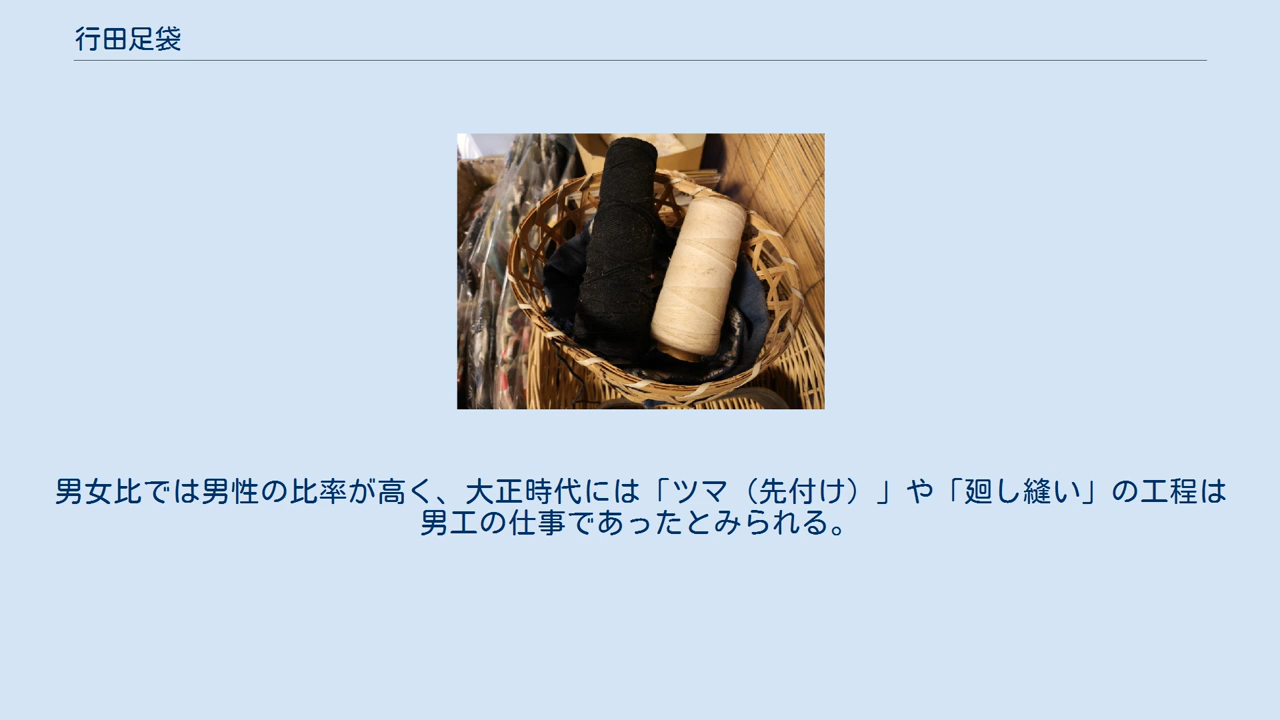 行田足袋
男女比では男性の比率が高く、大正時代には「ツマ（先付け）」や「廻し縫い」の工程は
男工の仕事であったとみられる。